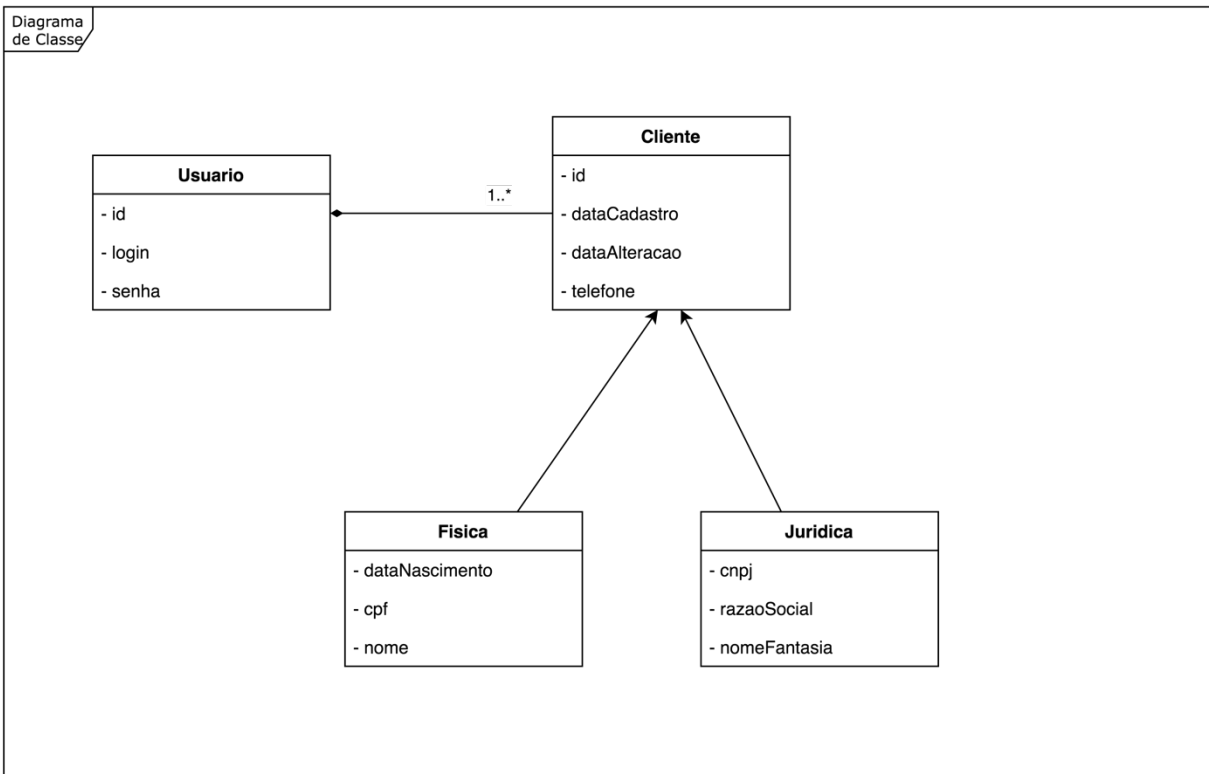 Diagrama
de Classe
Cliente
- id
- dataCadastro
- dataAlteracao
- telefone
Usuario
- id
- login
- senha
1..*
Fisica
- dataNascimento
- cpf
- nome
Juridica
- cnpj
- razaoSocial
- nomeFantasia